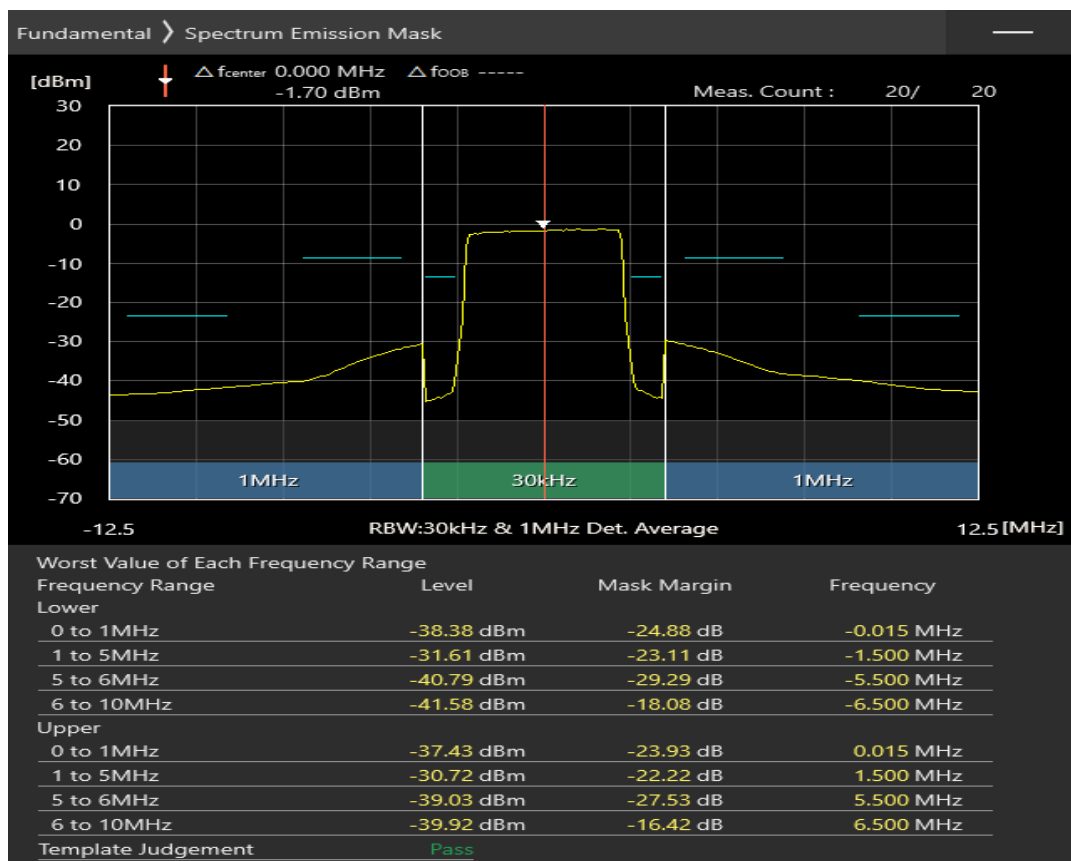 Fundamental ❯ Spectrum Emission Mask
[dBm] △ fcenter 0.000 MHz △ fOOB -----
-1.70 dBm Meas. Count : 20/ 20
30
20
10
0
-10
-20
-30
-40
-50
-60
1MHz 30kHz 1MHz
-70
-12.5 RBW:30kHz & 1MHz Det. Average 12.5 [MHz]
Worst Value of Each Frequency Range
Frequency Range Level Mask Margin Frequency
Lower
0 to 1MHz -38.38 dBm -24.88 dB -0.015 MHz
1 to 5MHz -31.61 dBm -23.11 dB -1.500 MHz
5 to 6MHz -40.79 dBm -29.29 dB -5.500 MHz
6 to 10MHz -41.58 dBm -18.08 dB -6.500 MHz
Upper
0 to 1MHz -37.43 dBm -23.93 dB 0.015 MHz
1 to 5MHz -30.72 dBm -22.22 dB 1.500 MHz
5 to 6MHz -39.03 dBm -27.53 dB 5.500 MHz
6 to 10MHz -39.92 dBm -16.42 dB 6.500 MHz
Template Judgement Pass